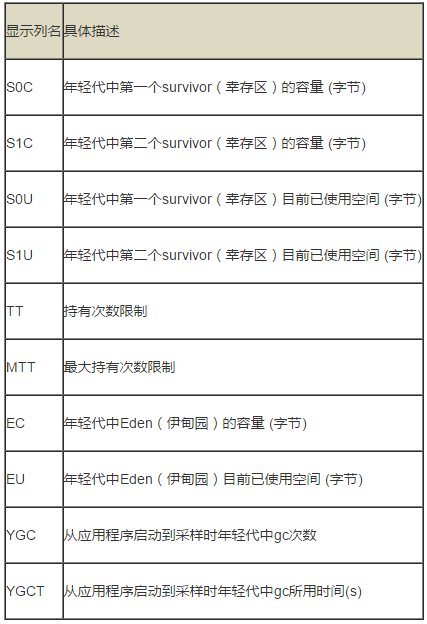 显示列名 具体描述
S0C 年轻代中第一个survivor（幸存区）的容量 (字节)
S1C 年轻代中第二个survivor（幸存区）的容量 (字节)
S0U 年轻代中第一个survivor（幸存区）目前已使用空间 (字节)
S1U 年轻代中第二个survivor（幸存区）目前已使用空间 (字节)
TT 持有次数限制
MTT 最大持有次数限制
EC 年轻代中Eden（伊甸园）的容量 (字节)
EU 年轻代中Eden（伊甸园）目前已使用空间 (字节)
YGC 从应用程序启动到采样时年轻代中gc次数
YGCT 从应用程序启动到采样时年轻代中gc所用时间(s)